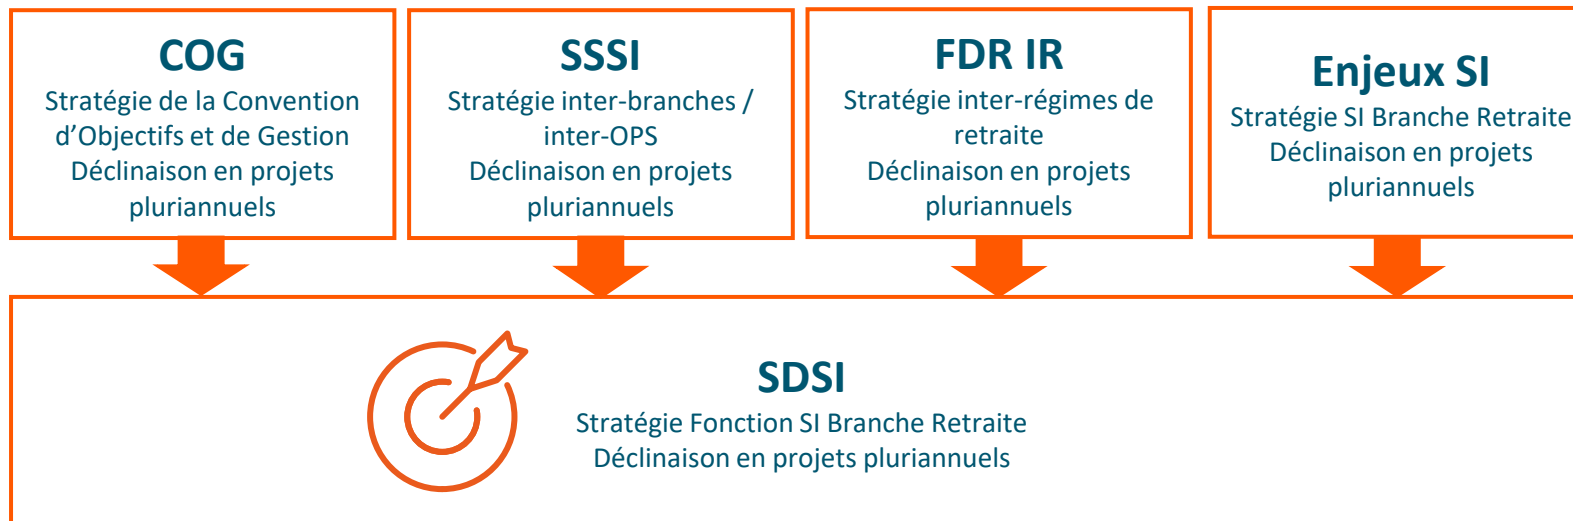 COG
Stratégie de la Convention
d’Objectifs et de Gestion
Déclinaison en projets
pluriannuels
SSSI
Stratégie inter-branches /
inter-OPS
Déclinaison en projets
pluriannuels
FDR IR
Stratégie inter-régimes de
retraite
Déclinaison en projets
pluriannuels
Enjeux SI
Stratégie SI Branche Retraite
Déclinaison en projets
pluriannuels
SDSI
Stratégie Fonction SI Branche Retraite
Déclinaison en projets pluriannuels